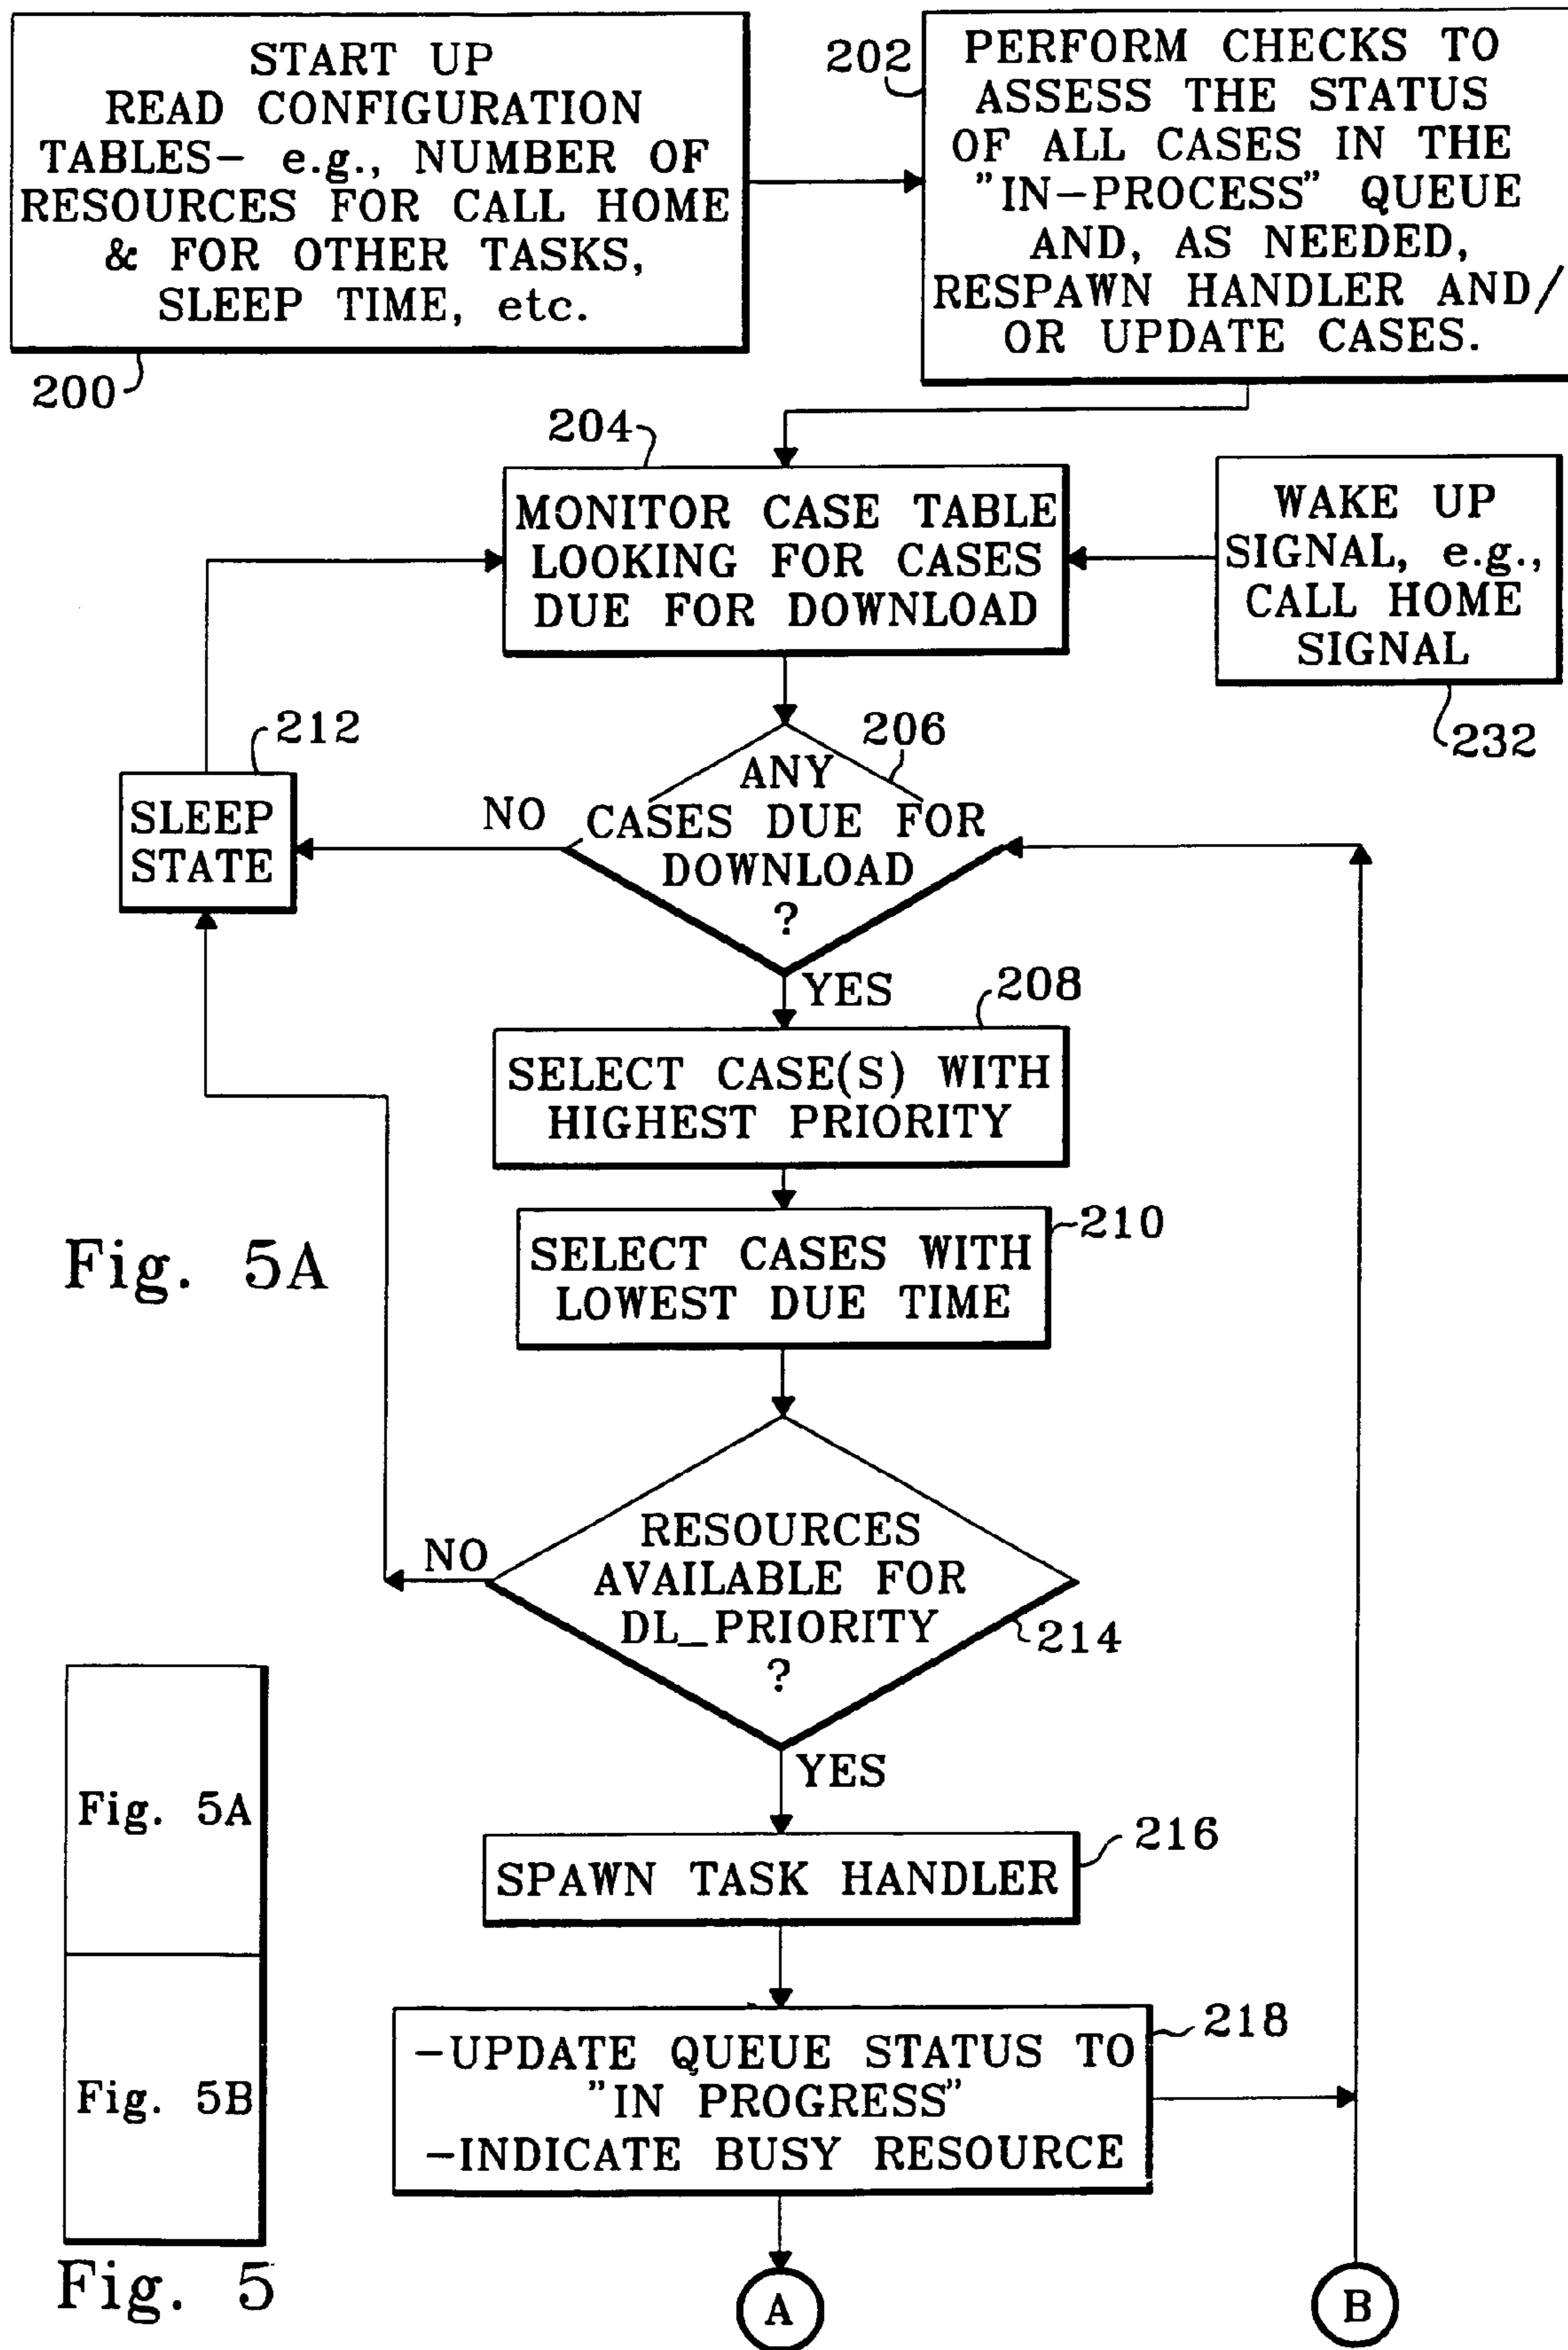 START UP
READ CONFIGURATION
TABLES- e.g., NUMBER OF
RESOURCES FOR CALL HOME
& FOR OTHER TASKS,
SLEEP TIME, etc.
200
202
PERFORM CHECKS TO
ASSESS THE STATUS
OF ALL CASES IN THE
"IN-PROCESS" QUEUE
AND, AS NEEDED,
RESPAWN HANDLER AND/
OR UPDATE CASES.
204
MONITOR CASE TABLE
LOOKING FOR CASES
DUE FOR DOWNLOAD
WAKE UP
SIGNAL, e.g.,
CALL HOME
SIGNAL
232
212
SLEEP
STATE
NO
206
ANY
CASES DUE FOR
DOWNLOAD
?
YES
208
SELECT CASE(S) WITH
HIGHEST PRIORITY
210
SELECT CASES WITH
LOWEST DUE TIME
Fig. 5A
NO
RESOURCES
AVAILABLE FOR
DL_PRIORITY
?
214
YES
216
SPAWN TASK HANDLER
218
-UPDATE QUEUE STATUS TO
"IN PROGRESS"
-INDICATE BUSY RESOURCE
Fig. 5A
Fig. 5B
Fig. 5
A
B